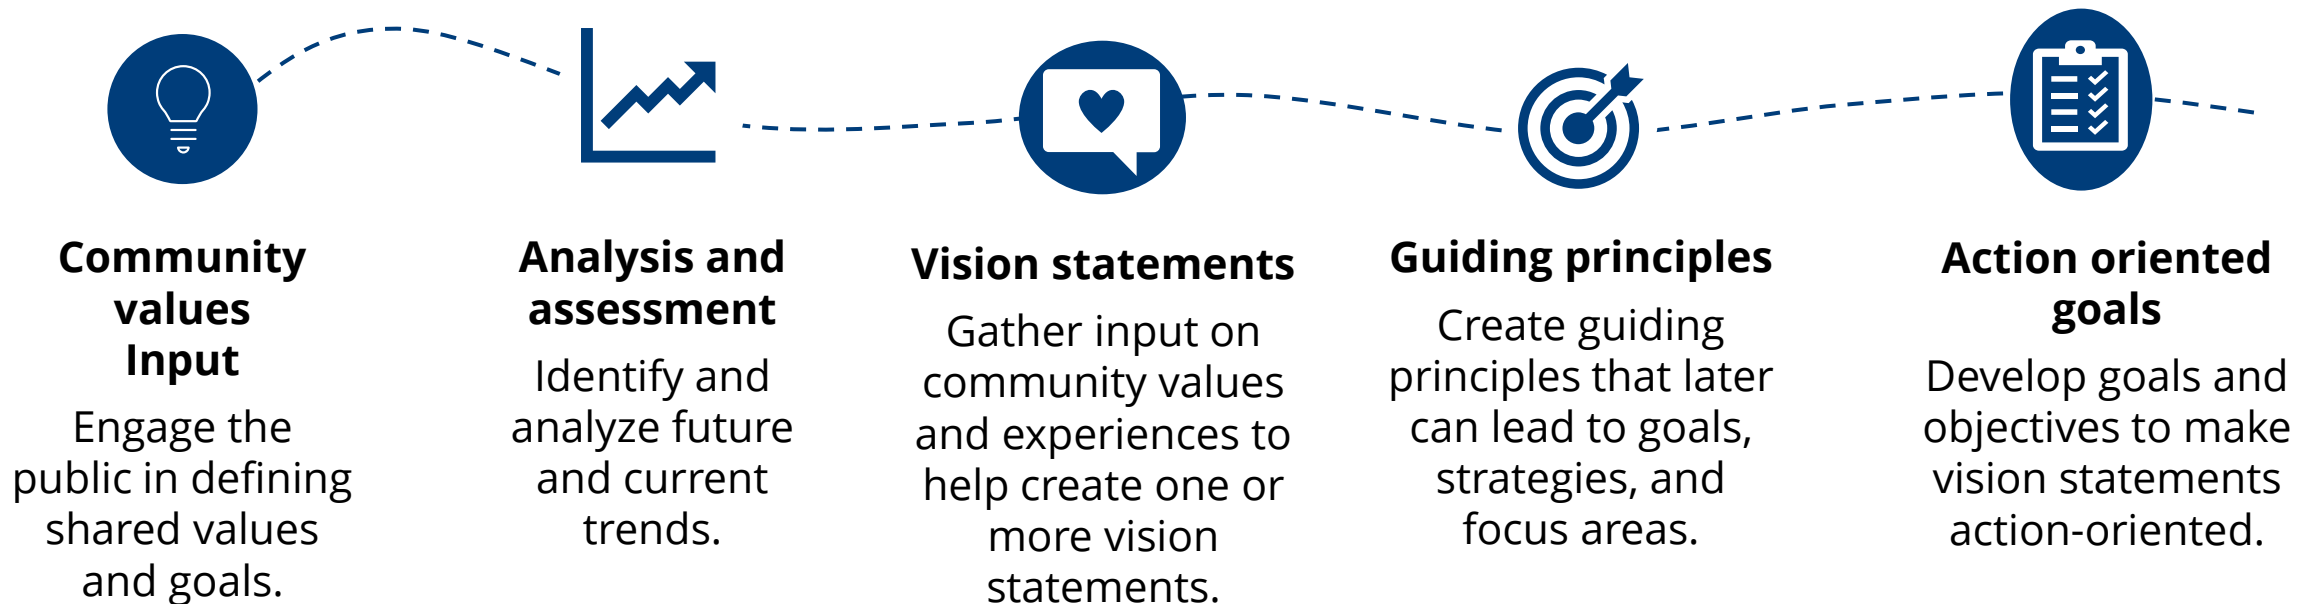 Community
values
Input
Engage the
public in defining
shared values
and goals.
Analysis and
assessment
Identify and
analyze future
and current
trends.
Vision statements
Gather input on
community values
and experiences to
help create one or
more vision
statements.
Guiding principles
Create guiding
principles that later
can lead to goals,
strategies, and
focus areas.
Action oriented
goals
Develop goals and
objectives to make
vision statements
action-oriented.